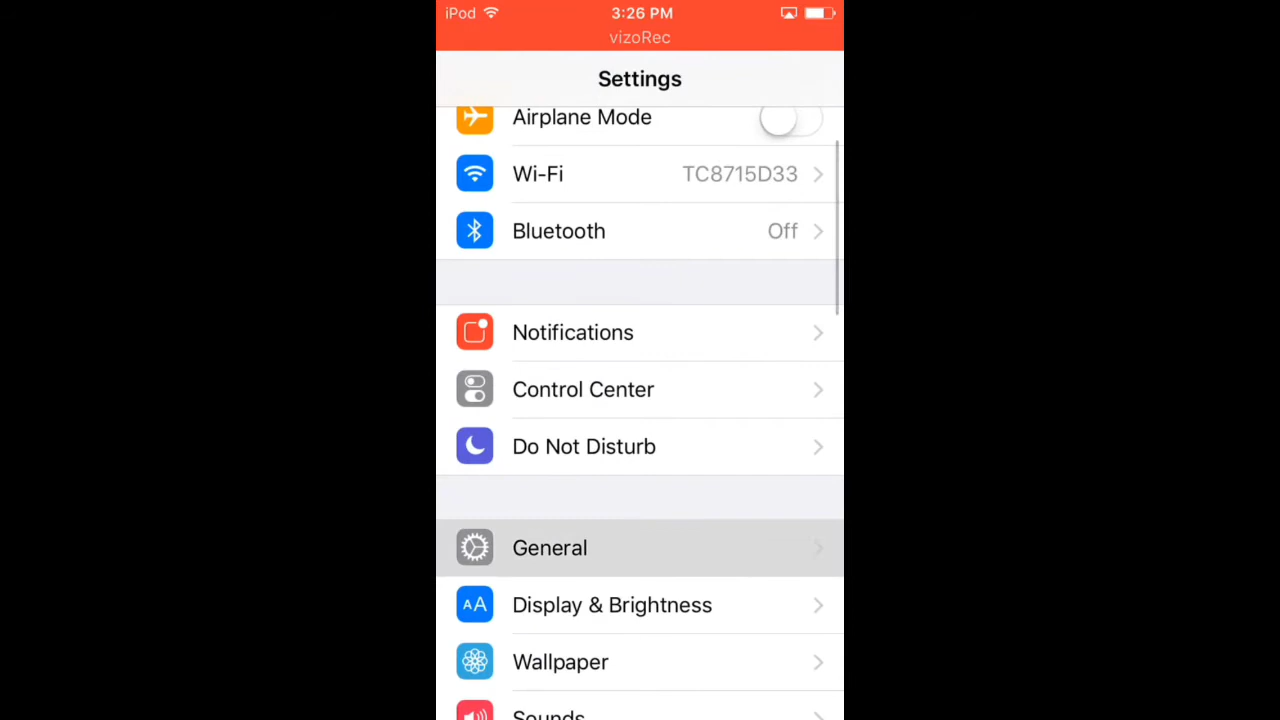 iPod 3:26 PM
vizoRec
Settings
Airplane Mode
Wi-Fi TC8715D33
Bluetooth Off
Notifications
Control Center
Do Not Disturb
General
AA Display & Brightness
Wallpaper
Sounds